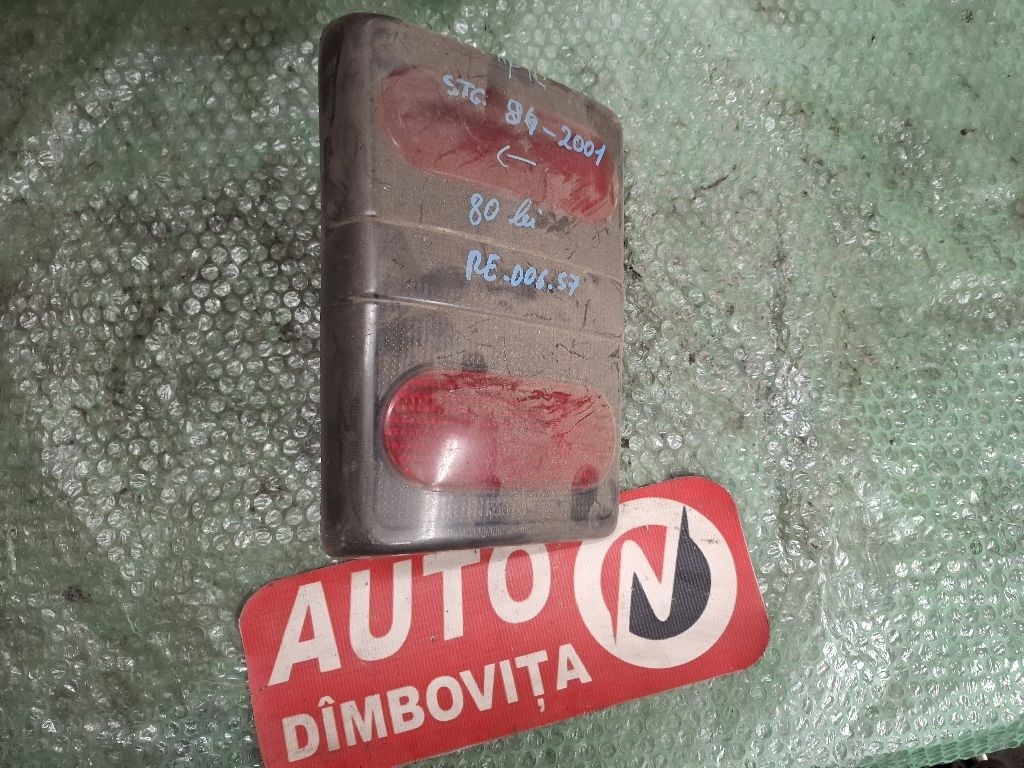 STG. 89-2001
←
80 lei
RE.006.57
AUTO N
DÎMBOVIȚA